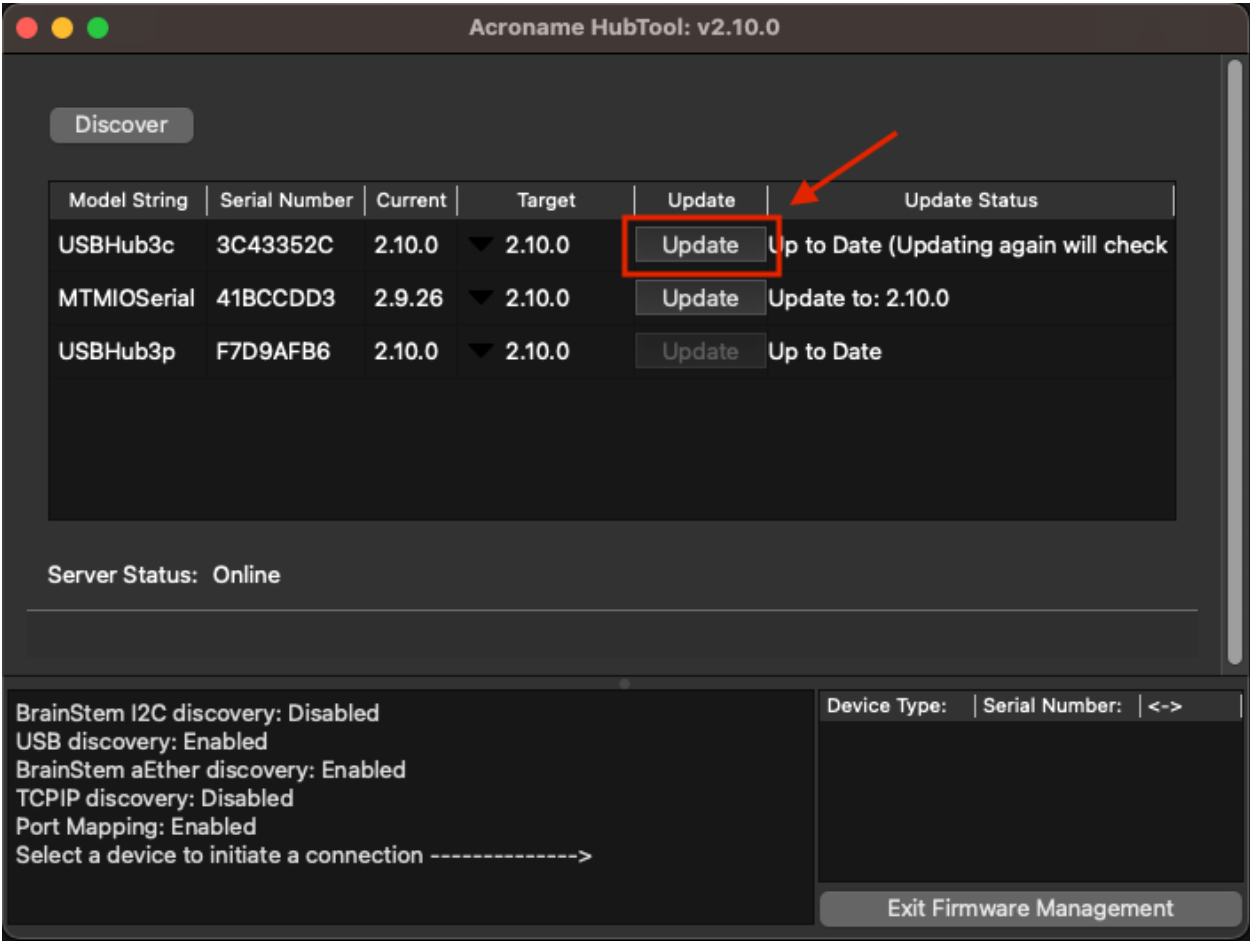 Acroname HubTool: v2.10.0
Discover
Model String Serial Number Current Target Update Update Status
USBHub3c 3C43352C 2.10.0 2.10.0 Update Up to Date (Updating again will check
MTMIOSerial 41BCCDD3 2.9.26 2.10.0 Update Update to: 2.10.0
USBHub3p F7D9AFB6 2.10.0 2.10.0 Update Up to Date
Server Status: Online
BrainStem I2C discovery: Disabled
USB discovery: Enabled
BrainStem aEther discovery: Enabled
TCPIP discovery: Disabled
Port Mapping: Enabled
Select a device to initiate a connection -------------->
Device Type: Serial Number: <->
Exit Firmware Management